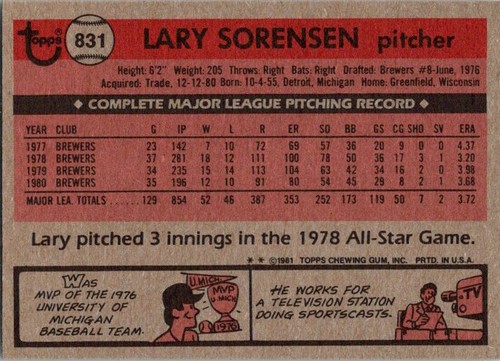 topps® 831 LARY SORENSEN pitcher
Height: 6'2" Weight: 205 Throws: Right Bats: Right Drafted: Brewers #8-June, 1976
Acquired: Trade, 12-12-80 Born: 10-4-55, Detroit, Michigan Home: Greenfield, Wisconsin
◆ COMPLETE MAJOR LEAGUE PITCHING RECORD ◆
YEAR CLUB G IP W L R ER SO BB GS CG SHO SV ERA
1977 BREWERS 23 142 7 10 72 69 57 36 20 9 0 0 4.37
1978 BREWERS 37 281 18 12 111 100 78 50 36 17 3 1 3.20
1979 BREWERS 34 235 15 14 113 104 63 42 34 16 2 0 3.98
1980 BREWERS 35 196 12 10 91 80 54 45 29 8 2 1 3.68
MAJOR LEA. TOTALS 129 854 52 46 387 353 252 173 119 50 7 2 3.72
Lary pitched 3 innings in the 1978 All-Star Game.
* * ©1981 TOPPS CHEWING GUM, INC. PRTD. IN U.S.A.
WAS
MVP OF THE 1976
UNIVERSITY OF
MICHIGAN
BASEBALL TEAM.
U. MICH.
MVP
U. MICH
1976
HE WORKS FOR
A TELEVISION STATION
DOING SPORTSCASTS.
TV